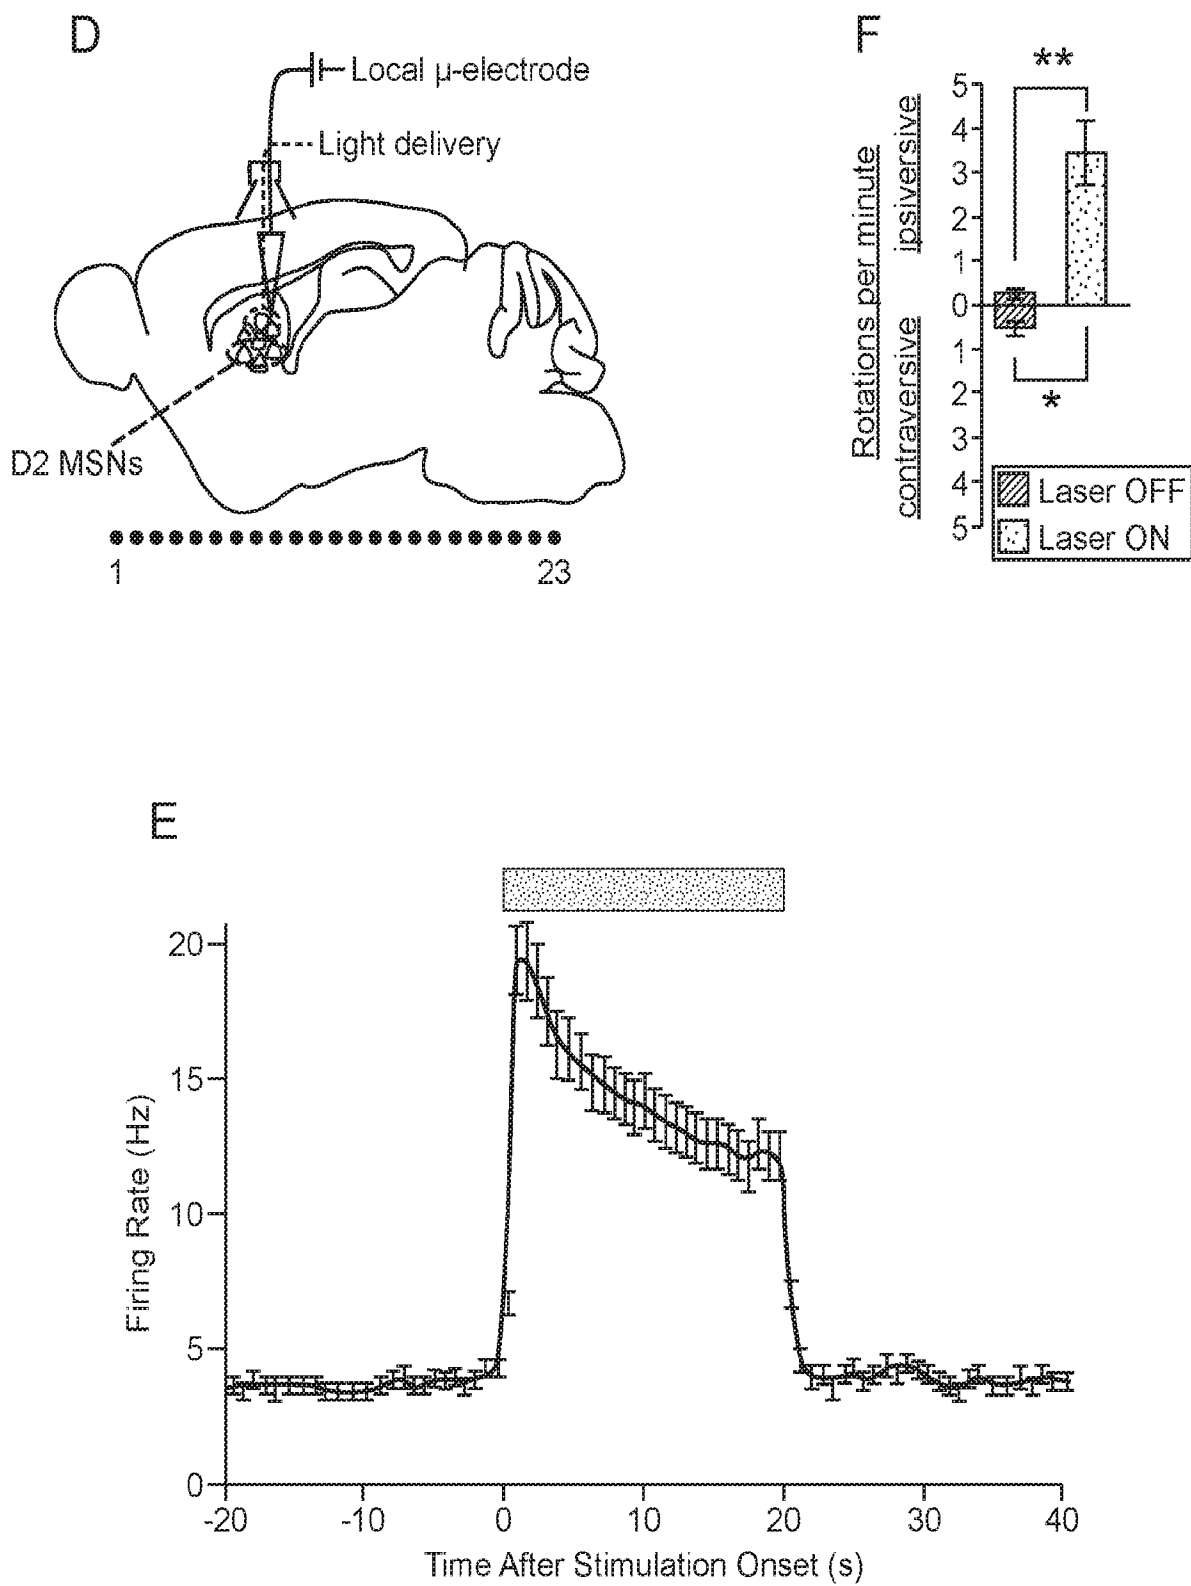 D
Local µ-electrode
Light delivery
D2 MSNs
1
23
F
**
Rotations per minute
ipsiversive
contraversive
5
4
3
2
1
0
1
2
3
4
5
*
Laser OFF
Laser ON
E
Firing Rate (Hz)
20
15
10
5
0
-20
-10
0
10
20
30
40
Time After Stimulation Onset (s)